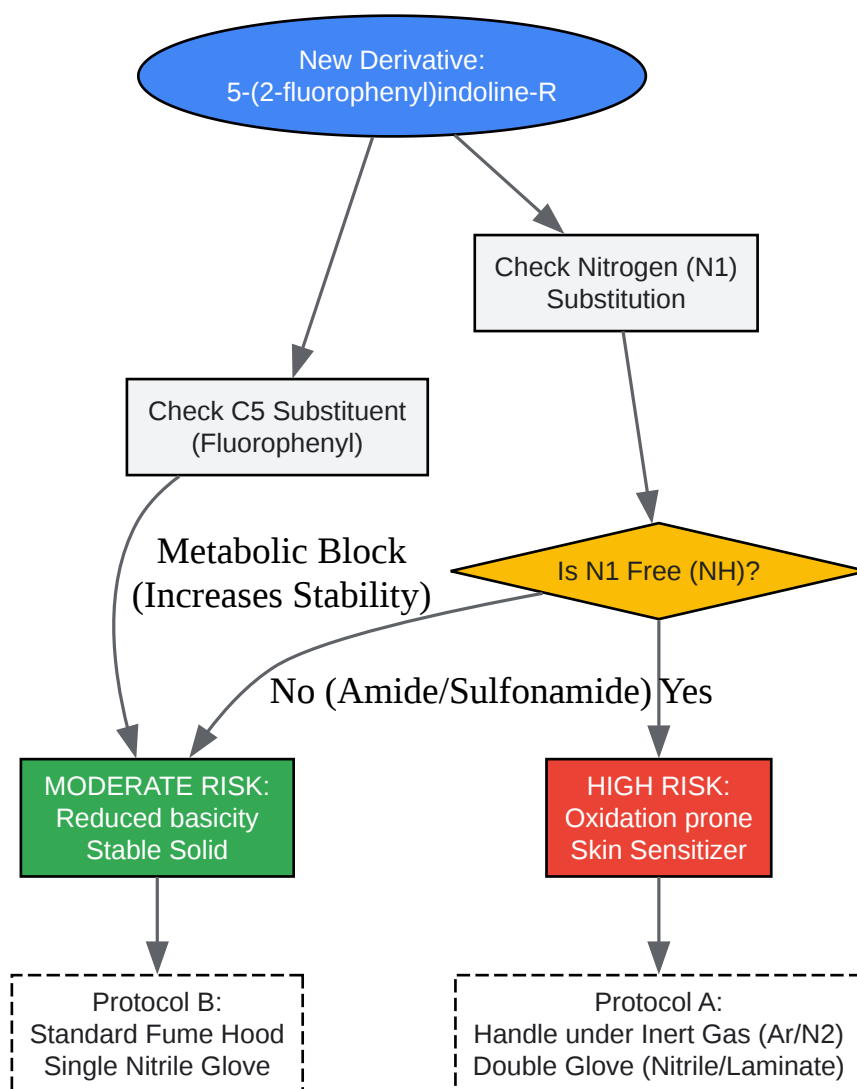 New Derivative:
5-(2-fluorophenyl)indoline-R
Check Nitrogen (N1)
Substitution
Check C5 Substituent
(Fluorophenyl)
Metabolic Block
(Increases Stability)
Is N1 Free (NH)?
No (Amide/Sulfonamide)
Yes
MODERATE RISK:
Reduced basicity
Stable Solid
HIGH RISK:
Oxidation prone
Skin Sensitizer
Protocol B:
Standard Fume Hood
Single Nitrile Glove
Protocol A:
Handle under Inert Gas (Ar/N2)
Double Glove (Nitrile/Laminate)